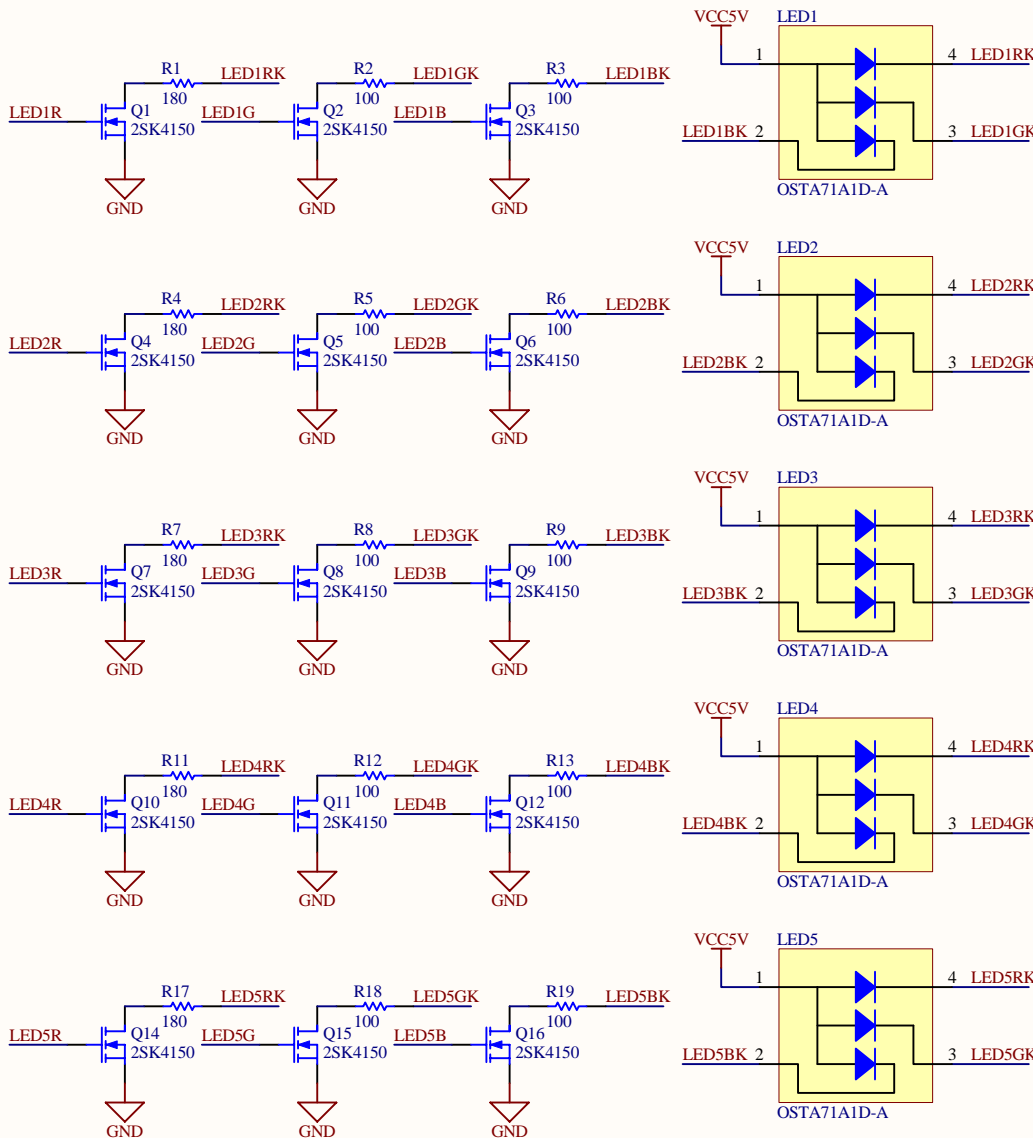 VCC5V LED1
R1 LED1RK R2 LED1GK R3 LED1BK 1 4 LED1RK
180 100 100
LED1R Q1 LED1G Q2 LED1B Q3
2SK4150 2SK4150 2SK4150 LED1BK 2 3 LED1GK
GND GND GND OSTA71A1D-A
VCC5V LED2
R4 LED2RK R5 LED2GK R6 LED2BK 1 4 LED2RK
180 100 100
LED2R Q4 LED2G Q5 LED2B Q6
2SK4150 2SK4150 2SK4150 LED2BK 2 3 LED2GK
GND GND GND OSTA71A1D-A
VCC5V LED3
R7 LED3RK R8 LED3GK R9 LED3BK 1 4 LED3RK
180 100 100
LED3R Q7 LED3G Q8 LED3B Q9
2SK4150 2SK4150 2SK4150 LED3BK 2 3 LED3GK
GND GND GND OSTA71A1D-A
VCC5V LED4
R11 LED4RK R12 LED4GK R13 LED4BK 1 4 LED4RK
180 100 100
LED4R Q10 LED4G Q11 LED4B Q12
2SK4150 2SK4150 2SK4150 LED4BK 2 3 LED4GK
GND GND GND OSTA71A1D-A
VCC5V LED5
R17 LED5RK R18 LED5GK R19 LED5BK 1 4 LED5RK
180 100 100
LED5R Q14 LED5G Q15 LED5B Q16
2SK4150 2SK4150 2SK4150 LED5BK 2 3 LED5GK
GND GND GND OSTA71A1D-A